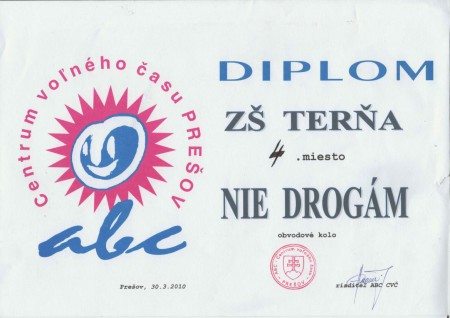 Centrum voľného času PREŠOV
abc
DIPLOM
ZŠ TERŇA
4 .miesto
NIE DROGÁM
obvodové kolo
PREŠOV
Prešov, 30.3.2010
riaditeľ ABC CVČ